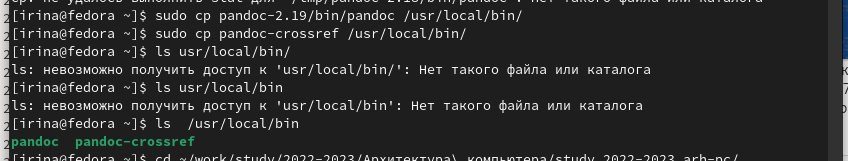 [irina@fedora ~]$ sudo cp pandoc-2.19/bin/pandoc /usr/local/bin/
[irina@fedora ~]$ sudo cp pandoc-crossref /usr/local/bin/
[irina@fedora ~]$ ls usr/local/bin/
ls: невозможно получить доступ к 'usr/local/bin/': Нет такого файла или каталога
[irina@fedora ~]$ ls usr/local/bin
ls: невозможно получить доступ к 'usr/local/bin': Нет такого файла или каталога
[irina@fedora ~]$ ls  /usr/local/bin
pandoc  pandoc-crossref
[irina@fedora ~]$ cd ~/work/study/2022-2023/Архитектура\ компьютера/study_2022-2023_arh-pc/